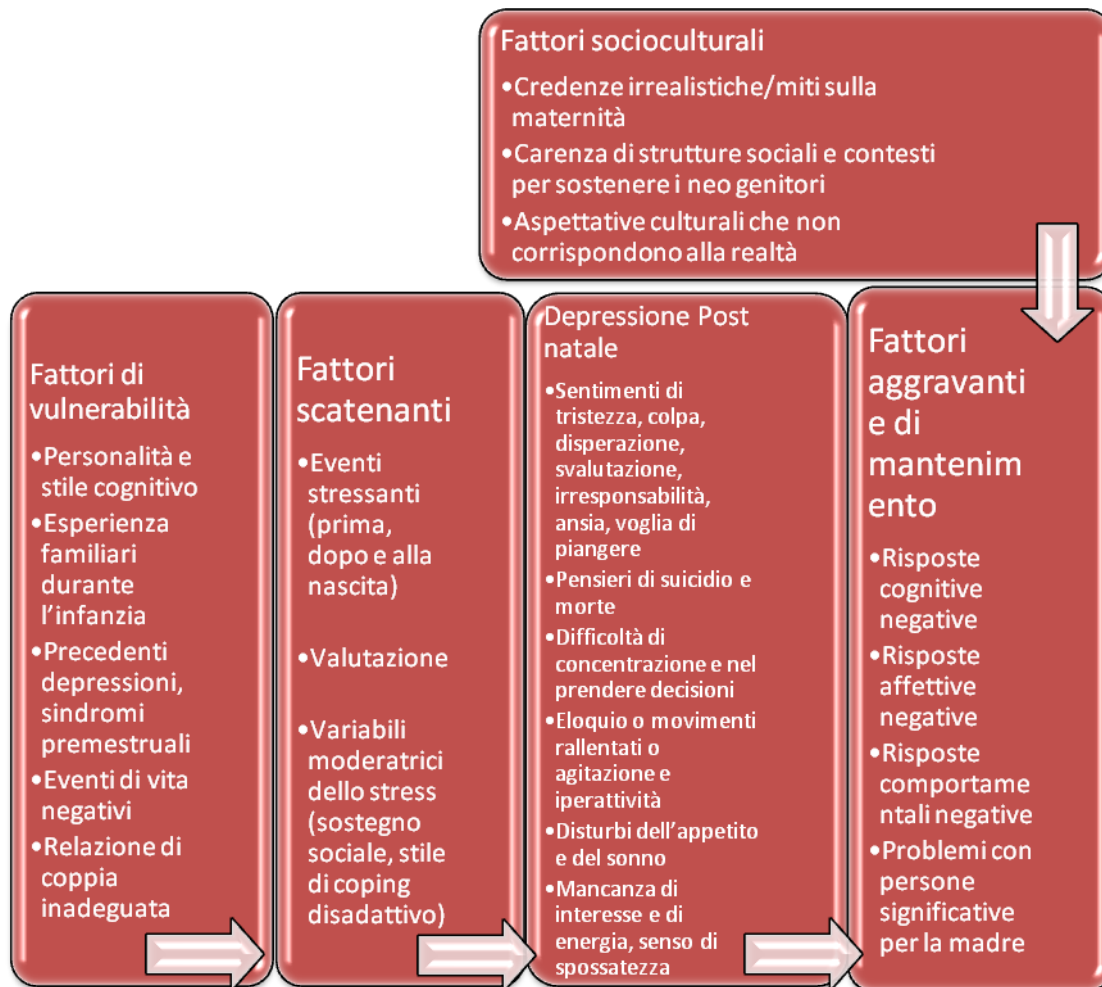 Fattori socioculturali
•Credenze irrealistiche/miti sulla
maternità
•Carenza di strutture sociali e contesti
per sostenere i neo genitori
•Aspettative culturali che non
corrispondono alla realtà
Fattori di
vulnerabilità
•Personalità e
stile cognitivo
•Esperienza
familiari
durante
l'infanzia
•Precedenti
depressioni,
sindromi
premestruali
•Eventi di vita
negativi
•Relazione di
coppia
inadeguata
Fattori
scatenanti
•Eventi
stressanti
(prima,
dopo e alla
nascita)
•Valutazione
•Variabili
moderatrici
dello stress
(sostegno
sociale, stile
di coping
disadattivo)
Depressione Post
natale
•Sentimenti di
tristezza, colpa,
disperazione,
svalutazione,
irresponsabilità,
ansia, voglia di
piangere
•Pensieri di suicidio e
morte
•Difficoltà di
concentrazione e nel
prendere decisioni
•Eloquio o movimenti
rallentati o
agitazione e
iperattività
•Disturbi dell'appetito
e del sonno
•Mancanza di
interesse e di
energia, senso di
spossatezza
Fattori
aggravanti
e di
mantenim
ento
•Risposte
cognitive
negative
•Risposte
affettive
negative
•Risposte
comportame
ntali negative
•Problemi con
persone
significative
per la madre